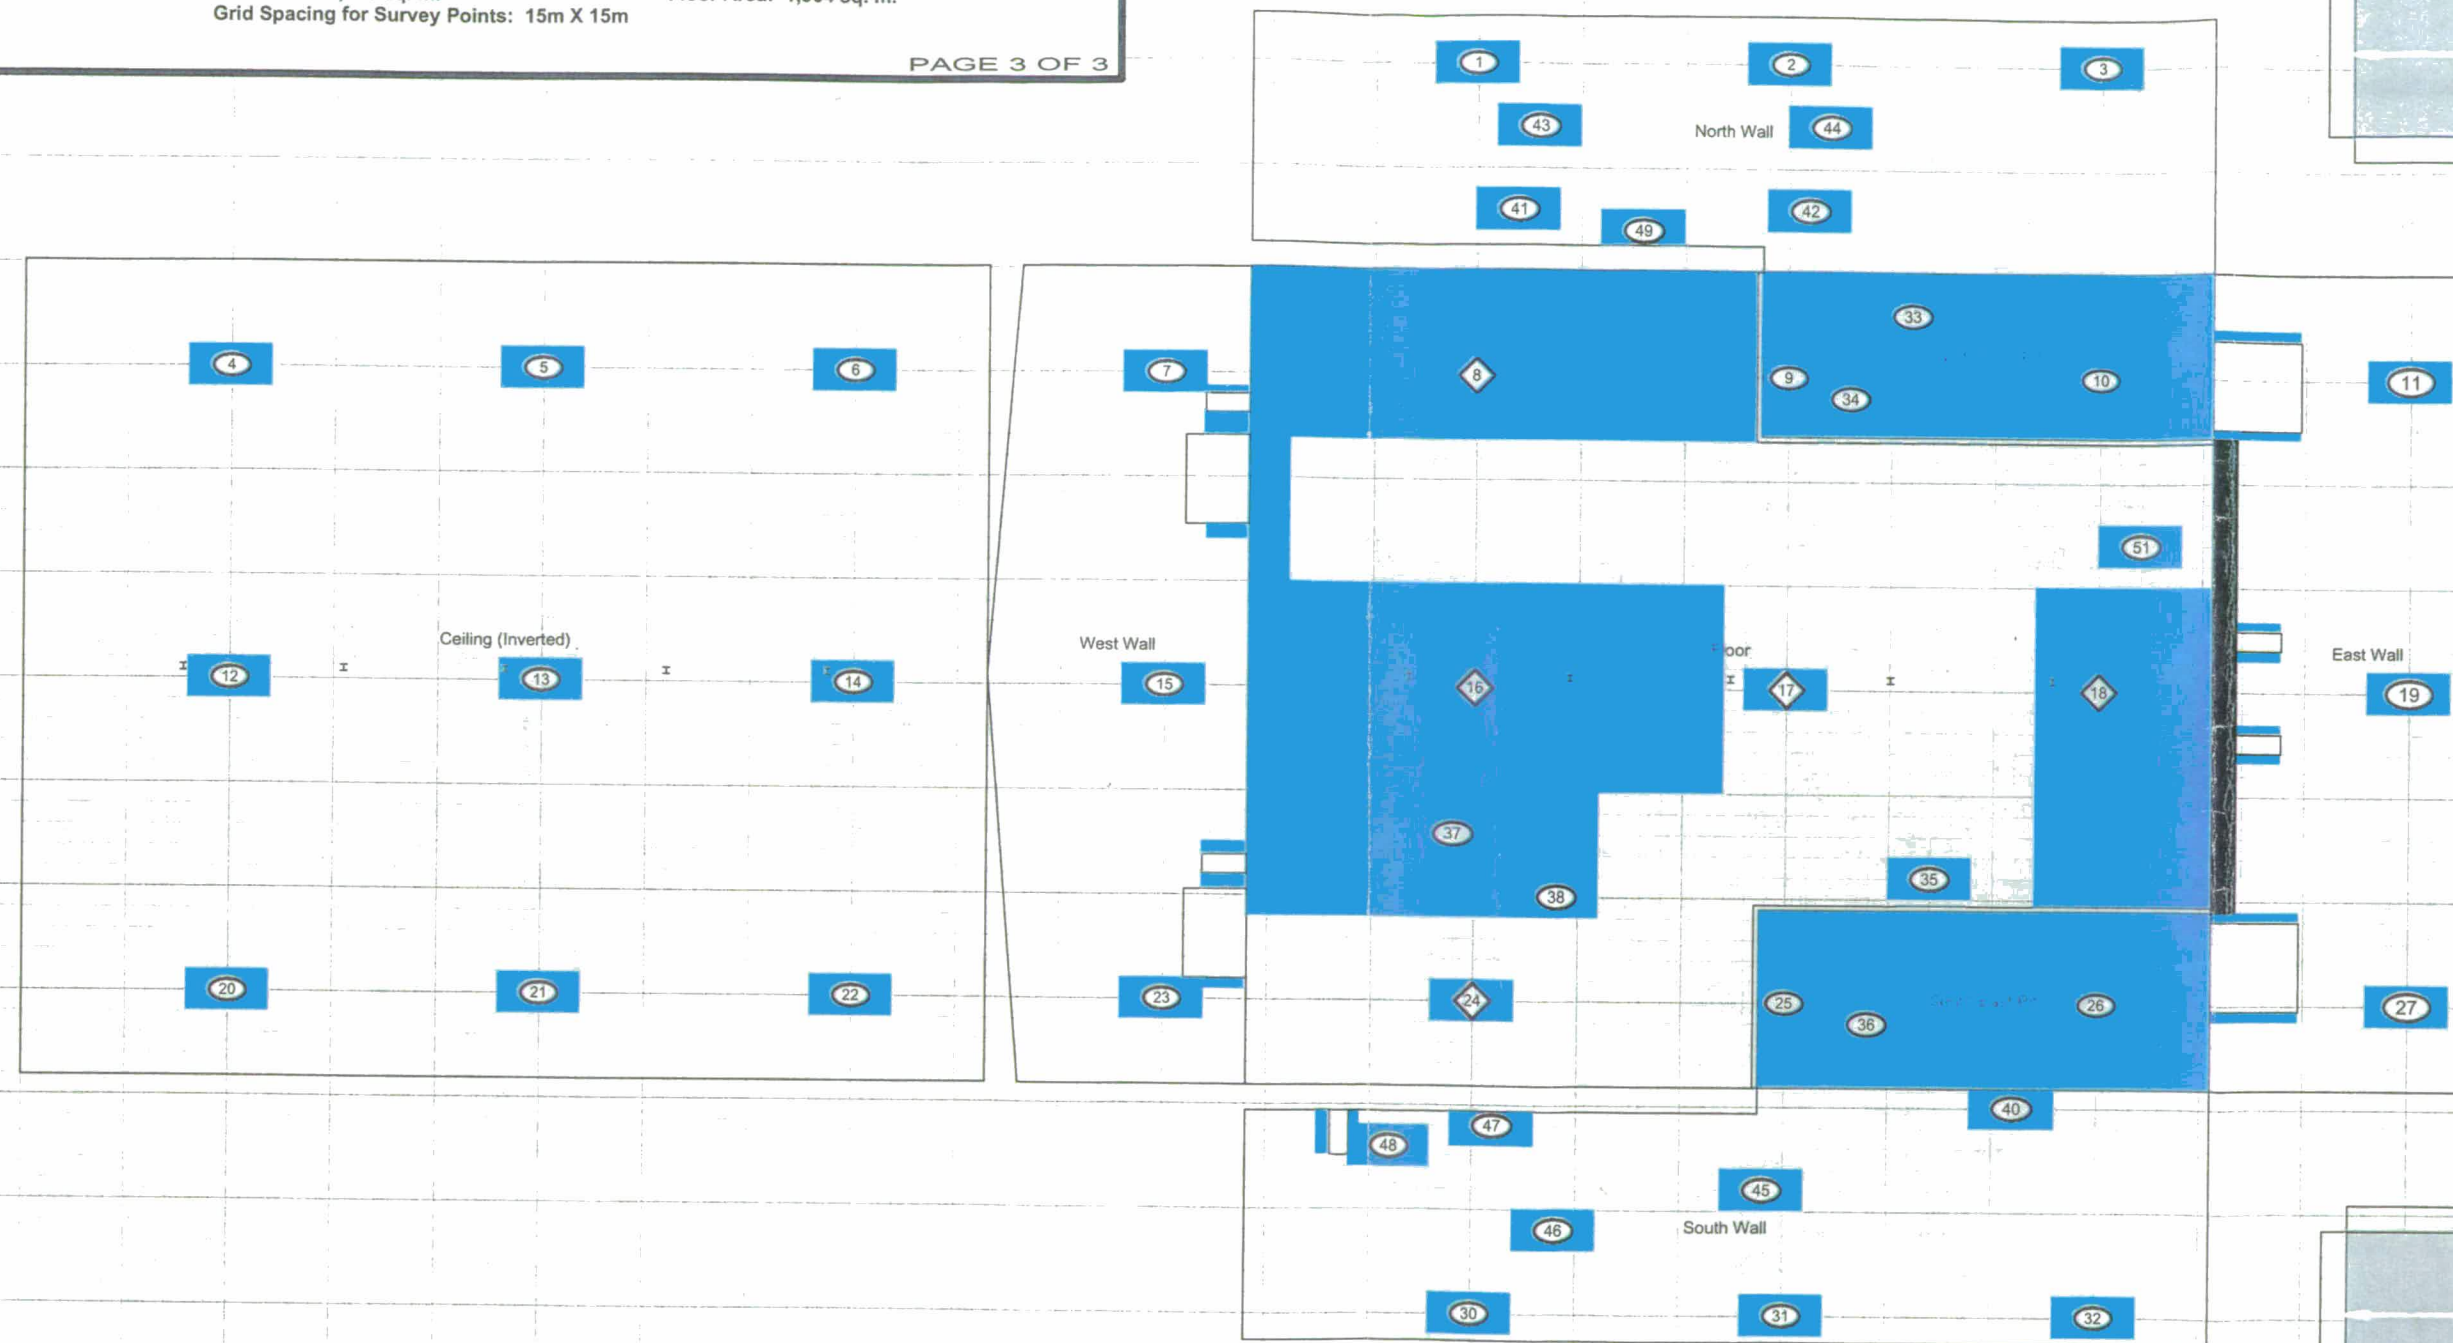 Grid Spacing for Survey Points: 15m X 15m
PAGE 3 OF 3
1 2 3
43 North Wall 44
41 49 42
33
4 5 6 7 8 9 10 11
34
51
Ceiling (Inverted) West Wall East Wall
12 13 14 15 16 17 18 19
37
35
38
20 21 22 23 24 25 26 27
36
40
47
48
45
46 South Wall
30 31 32